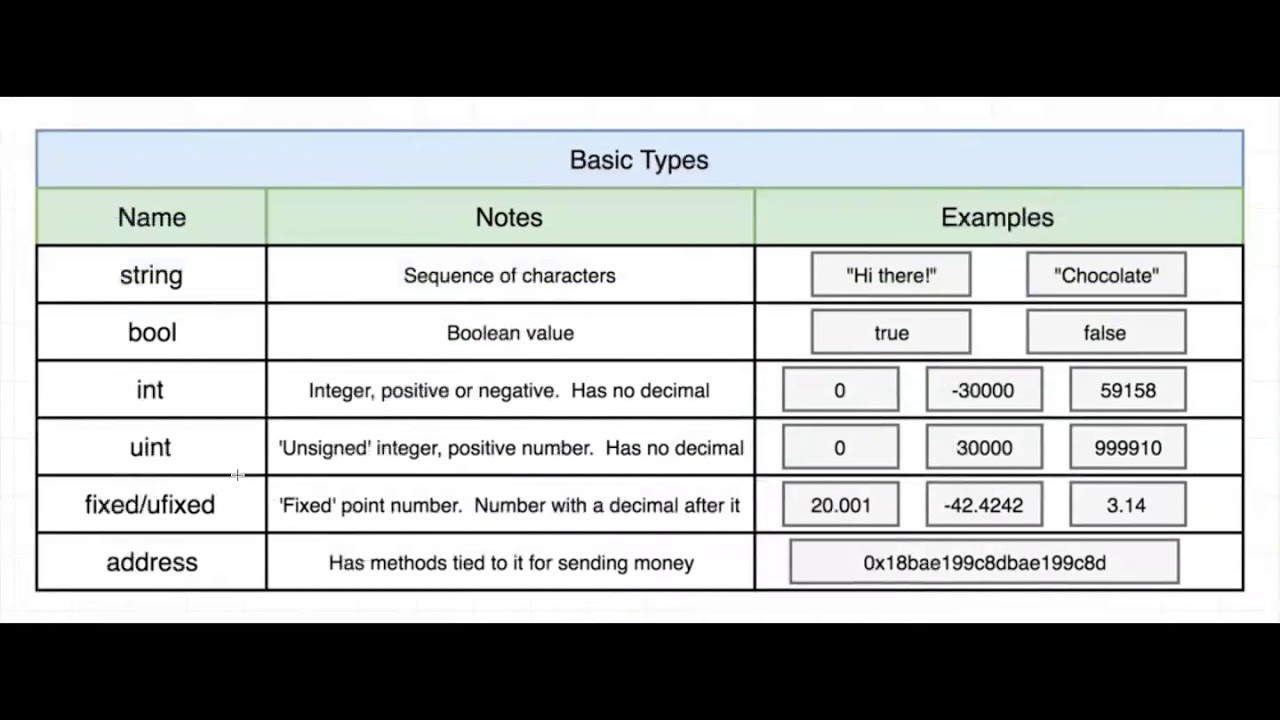 Basic Types
Name Notes Examples
string Sequence of characters "Hi there!" "Chocolate"
bool Boolean value true false
int Integer, positive or negative. Has no decimal 0 -30000 59158
uint 'Unsigned' integer, positive number. Has no decimal 0 30000 999910
fixed/ufixed 'Fixed' point number. Number with a decimal after it 20.001 -42.4242 3.14
address Has methods tied to it for sending money 0x18bae199c8dbae199c8d